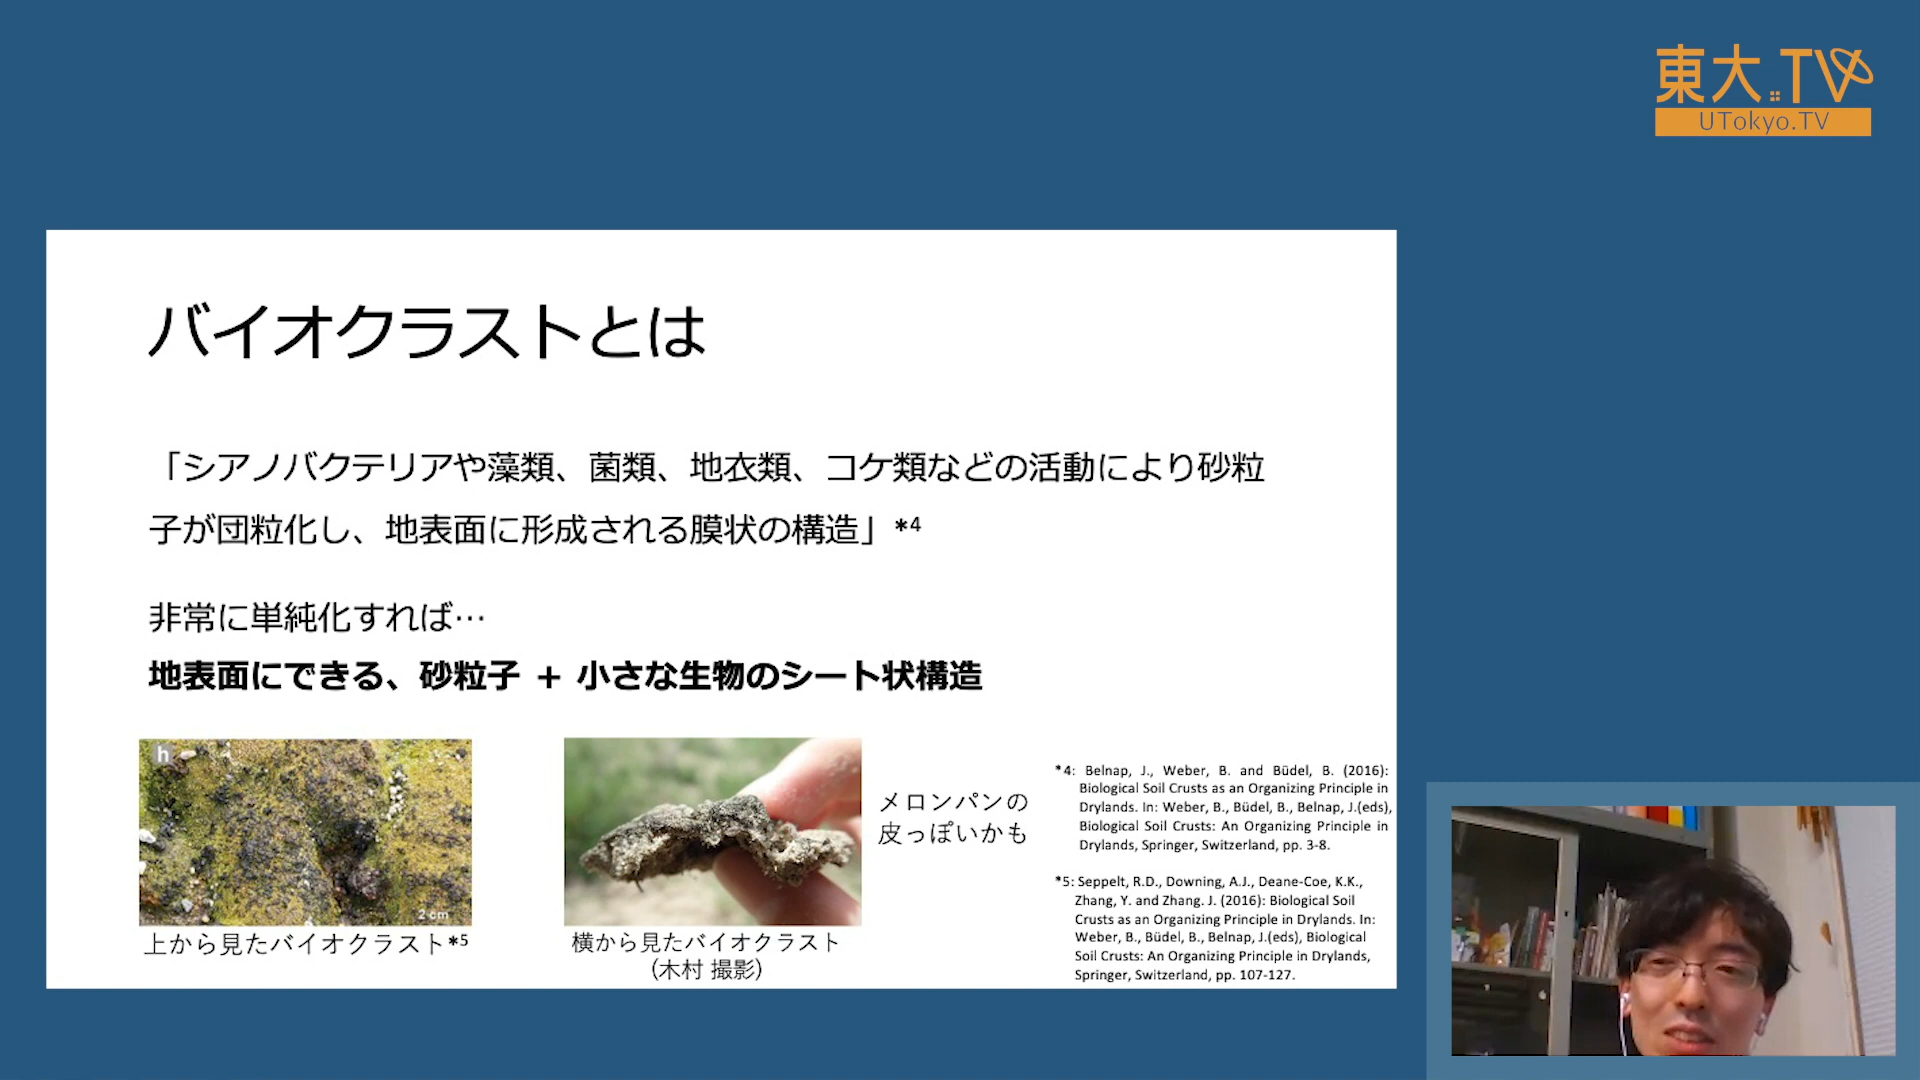 東大.TV
UTokyo.TV
バイオクラストとは
「シアノバクテリアや藻類、菌類、地衣類、コケ類などの活動により砂粒
子が団粒化し、地表面に形成される膜状の構造」*4
非常に単純化すれば…
地表面にできる、砂粒子 + 小さな生物のシート状構造
h
2 cm
上から見たバイオクラスト*5
横から見たバイオクラスト
(木村 撮影)
メロンパンの
皮っぽいかも
*4: Belnap, J., Weber, B. and Büdel, B. (2016):
Biological Soil Crusts as an Organizing Principle in
Drylands. In: Weber, B., Büdel, B., Belnap, J.(eds),
Biological Soil Crusts: An Organizing Principle in
Drylands, Springer, Switzerland, pp. 3-8.
*5: Seppelt, R.D., Downing, A.J., Deane-Coe, K.K.,
Zhang, Y. and Zhang. J. (2016): Biological Soil
Crusts as an Organizing Principle in Drylands. In:
Weber, B., Büdel, B., Belnap, J.(eds), Biological
Soil Crusts: An Organizing Principle in Drylands,
Springer, Switzerland, pp. 107-127.